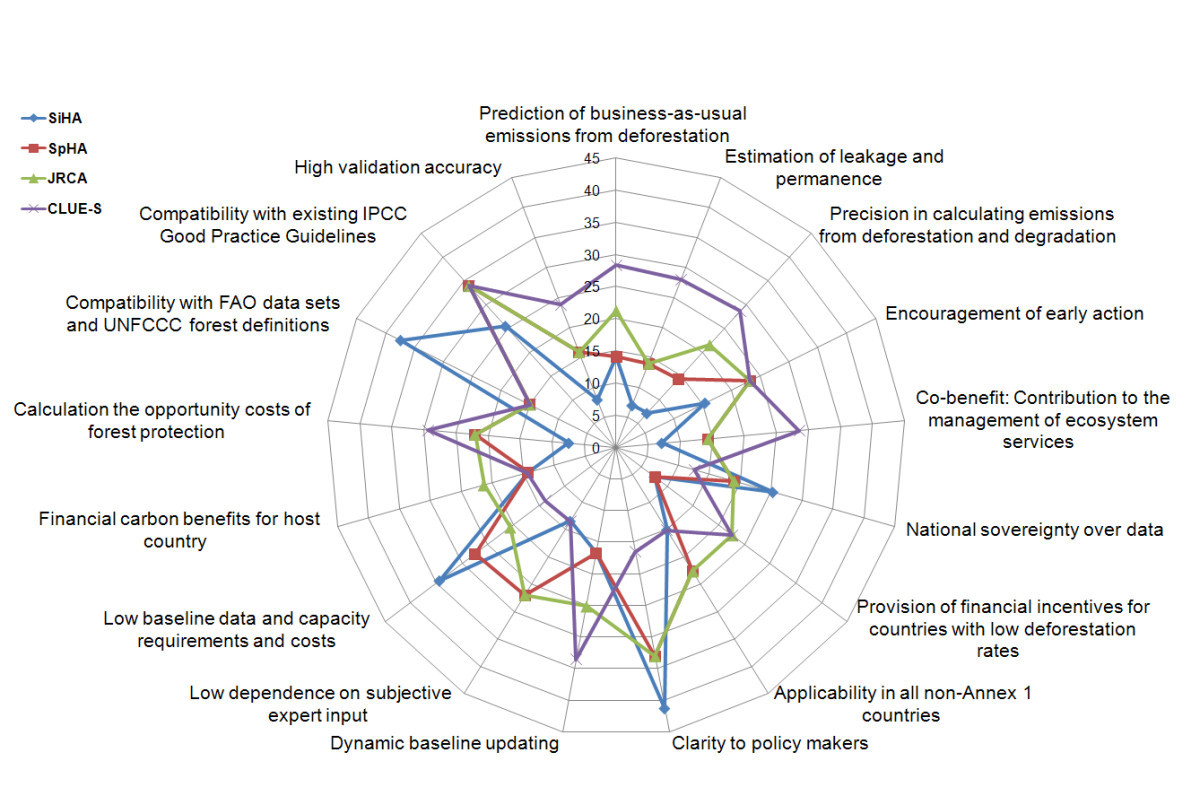 SiHA
SpHA
JRCA
CLUE-S
Prediction of business-as-usual
emissions from deforestation
Estimation of leakage and
permanence
Precision in calculating emissions
from deforestation and degradation
Encouragement of early action
Co-benefit: Contribution to the
management of ecosystem
services
National sovereignty over data
Provision of financial incentives for
countries with low deforestation
rates
Applicability in all non-Annex 1
countries
Clarity to policy makers
Dynamic baseline updating
Low dependence on subjective
expert input
Low baseline data and capacity
requirements and costs
Financial carbon benefits for host
country
Calculation the opportunity costs of
forest protection
Compatibility with FAO data sets
and UNFCCC forest definitions
Compatibility with existing IPCC
Good Practice Guidelines
High validation accuracy
45
40
35
30
25
20
15
10
5
0